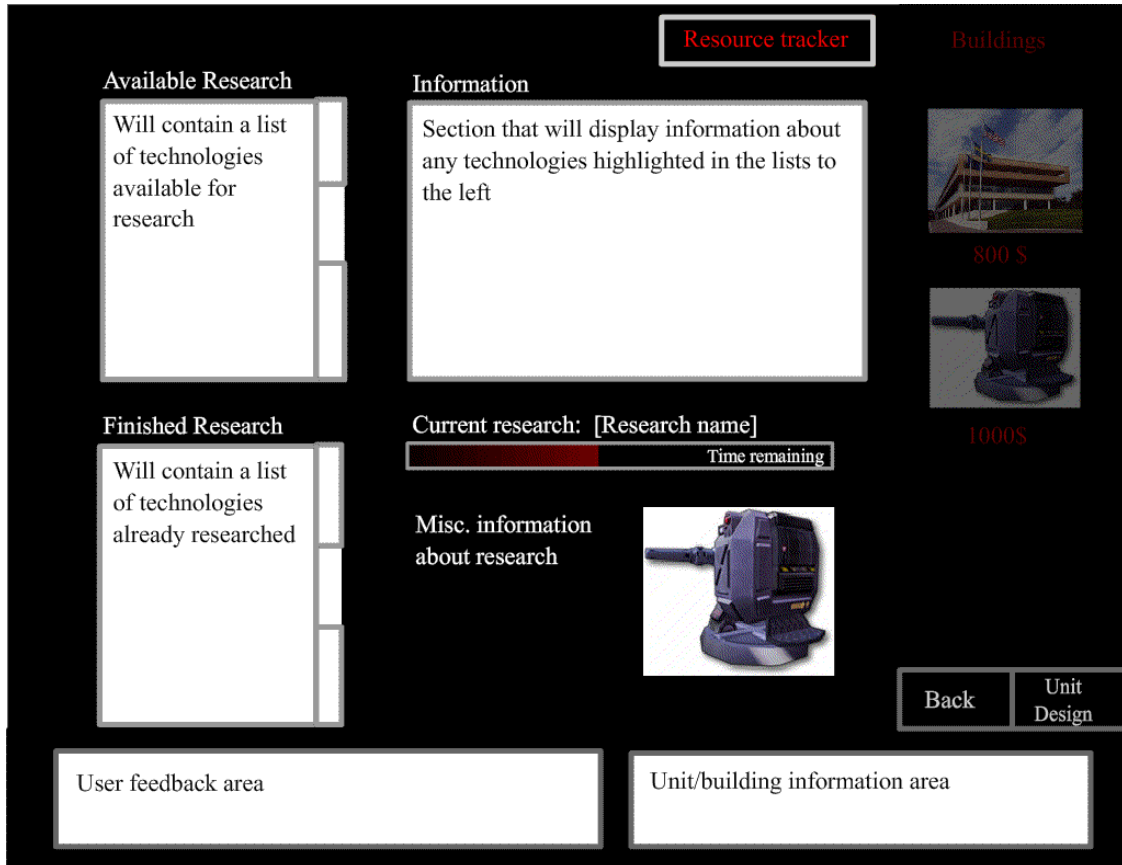 Resource tracker
Buildings
Available Research
Will contain a list
of technologies
available for
research
Information
Section that will display information about
any technologies highlighted in the lists to
the left
800 $
1000$
Finished Research
Will contain a list
of technologies
already researched
Current research: [Research name]
Time remaining
Misc. information
about research
Back
Unit
Design
User feedback area
Unit/building information area